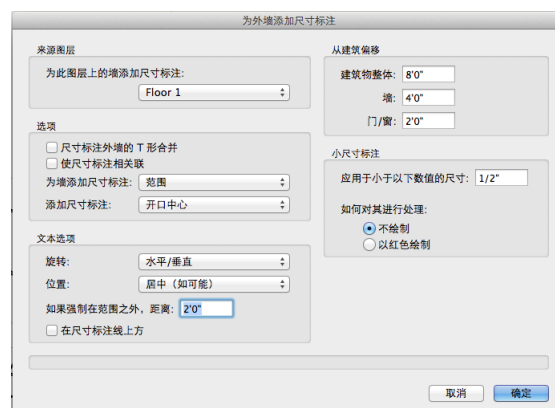 为外墙添加尺寸标注
来源图层
为此图层上的墙添加尺寸标注:
Floor 1
选项
尺寸标注外墙的 T 形合并
使尺寸标注相关联
为墙添加尺寸标注: 范围
添加尺寸标注: 开口中心
文本选项
旋转: 水平/垂直
位置: 居中（如可能）
如果强制在范围之外，距离: 2'0"
在尺寸标注线上方
从建筑偏移
建筑物整体: 8'0"
墙: 4'0"
门/窗: 2'0"
小尺寸标注
应用于小于以下数值的尺寸: 1/2"
如何对其进行处理:
不绘制
以红色绘制
取消 确定